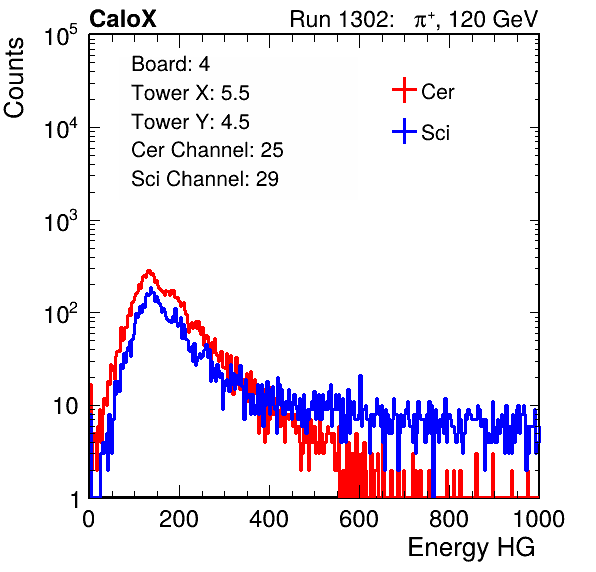 CaloX Run 1302: π⁺, 120 GeV
Counts
10⁵
10⁴
10³
10²
10
1
Board: 4
Tower X: 5.5
Tower Y: 4.5
Cer Channel: 25
Sci Channel: 29
Cer
Sci
0 200 400 600 800 1000
Energy HG